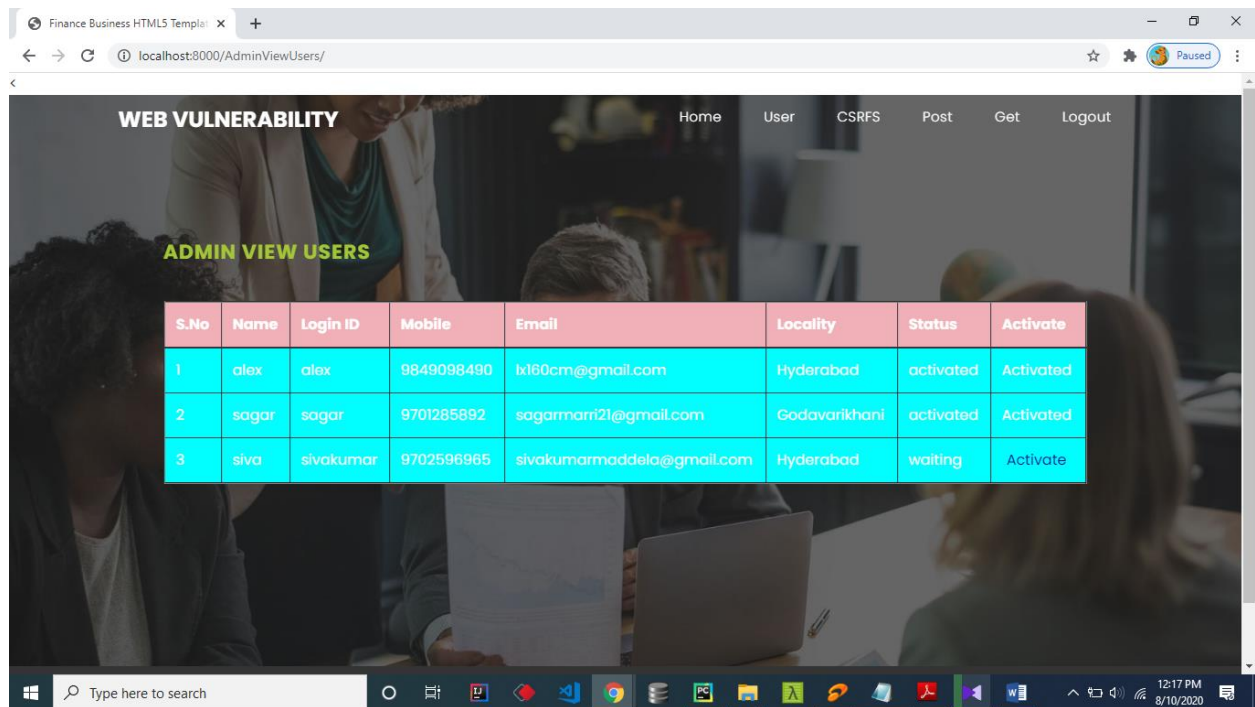 Finance Business HTML5 Templat
localhost:8000/AdminViewUsers/
Paused
<
WEB VULNERABILITY Home User CSRFS Post Get Logout
ADMIN VIEW USERS
S.No Name Login ID Mobile Email Locality Status Activate
1 alex alex 9849098490 lx160cm@gmail.com Hyderabad activated Activated
2 sagar sagar 9701285892 sagarmarri21@gmail.com Godavarikhani activated Activated
3 siva sivakumar 9702596965 sivakumarmaddela@gmail.com Hyderabad waiting Activate
Type here to search
12:17 PM
8/10/2020